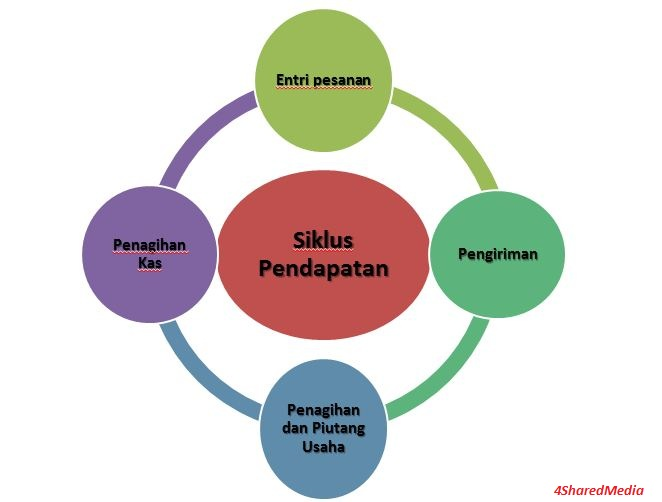 Entri pesanan
Siklus
Pendapatan
Pengiriman
Penagihan
dan Piutang
Usaha
Penagihan
Kas
4SharedMedia